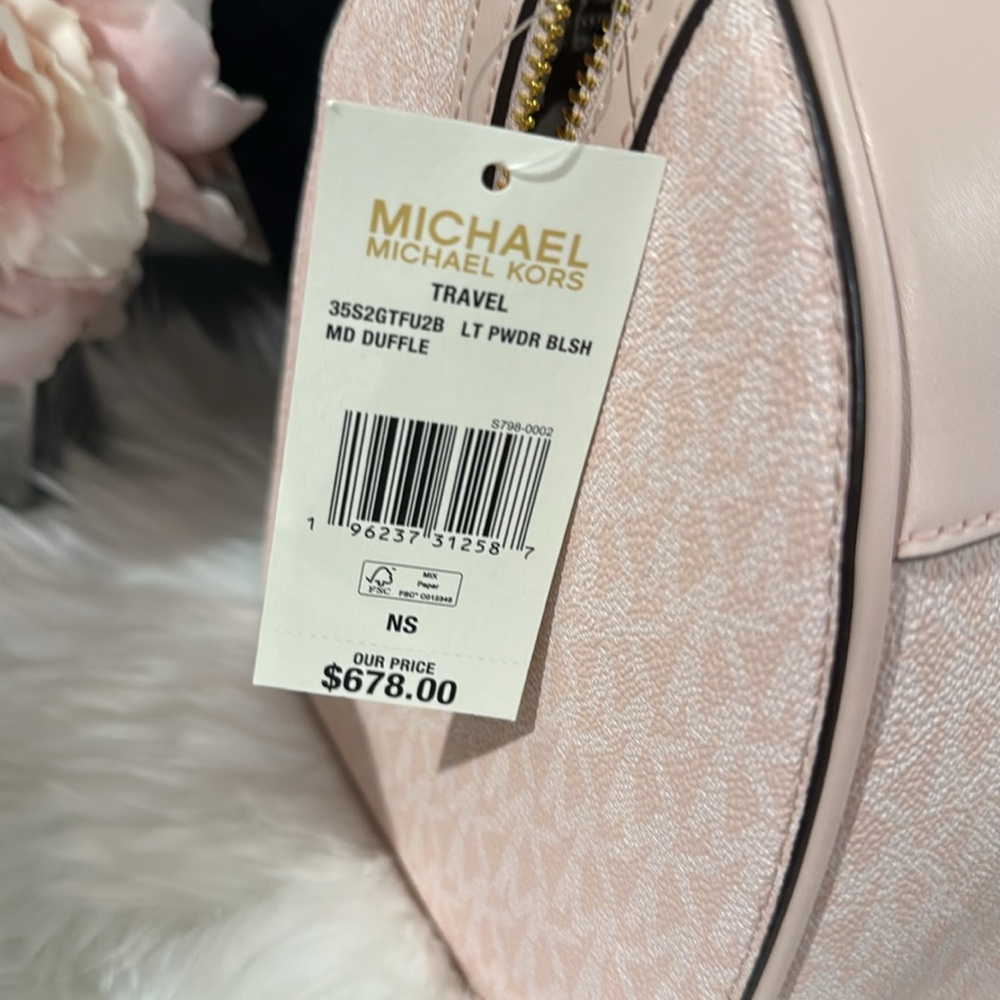 MICHAEL
MICHAEL KORS
TRAVEL
35S2GTFU2B LT PWDR BLSH
MD DUFFLE
S798-0002
1 96237 31258 7
FSC
MIX
Paper
FSC®
NS
OUR PRICE
$678.00